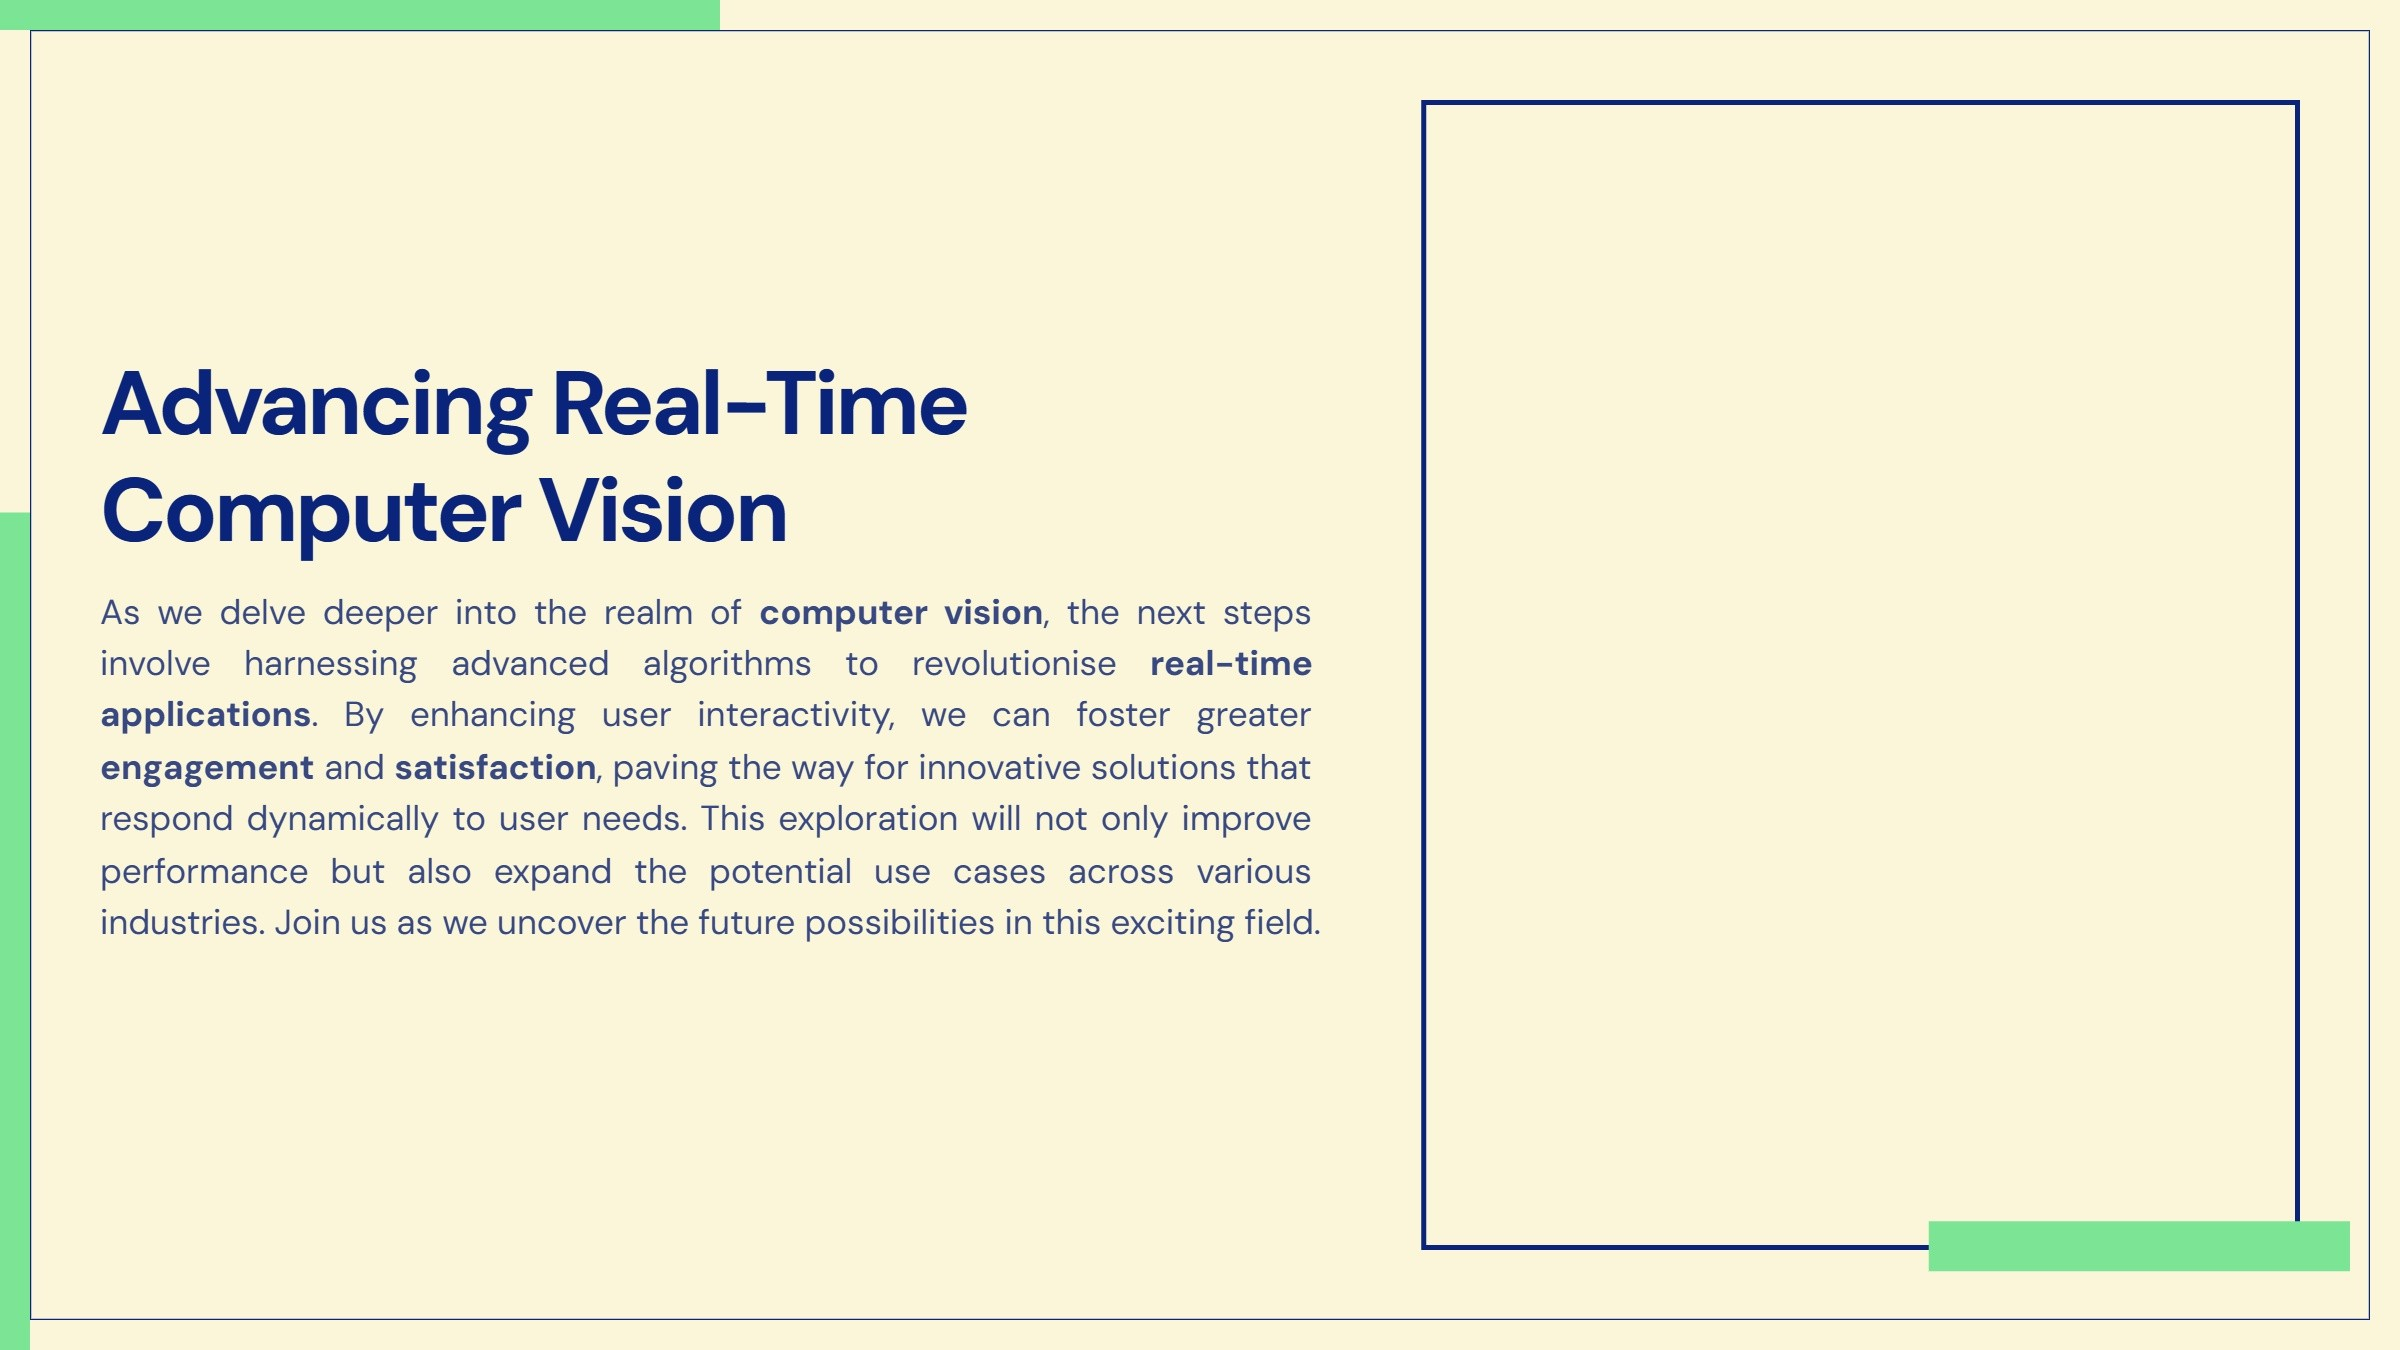 Advancing Real-Time
Computer Vision
As we delve deeper into the realm of computer vision, the next steps
involve harnessing advanced algorithms to revolutionise real-time
applications. By enhancing user interactivity, we can foster greater
engagement and satisfaction, paving the way for innovative solutions that
respond dynamically to user needs. This exploration will not only improve
performance but also expand the potential use cases across various
industries. Join us as we uncover the future possibilities in this exciting field.